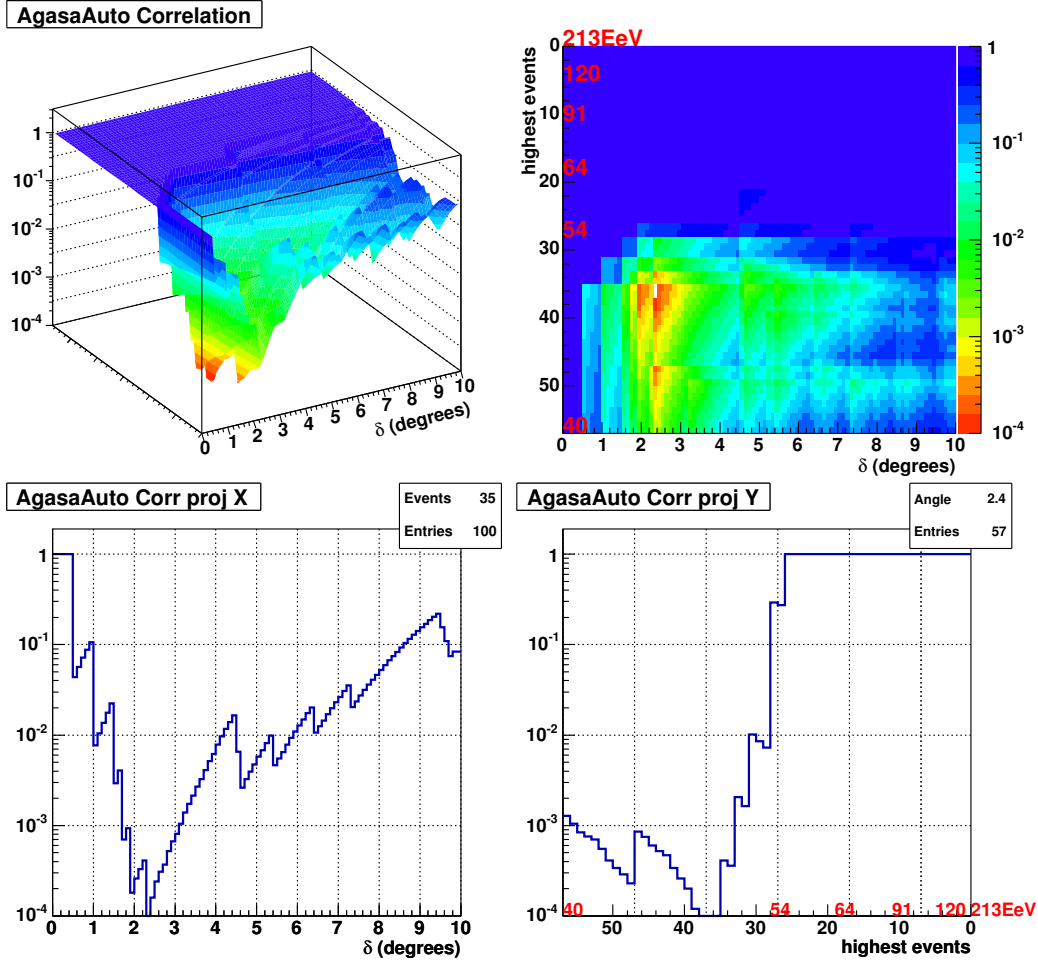 AgasaAuto Correlation
1
10^-1
10^-2
10^-3
10^-4
0 1 2 3 4 5 6 7 8 9 10
δ (degrees)
213EeV
120
91
64
54
40
highest events
0
10
20
30
40
50
0 1 2 3 4 5 6 7 8 9 10
δ (degrees)
1
10^-1
10^-2
10^-3
10^-4
AgasaAuto Corr proj X
Events 35
Entries 100
1
10^-1
10^-2
10^-3
10^-4
0 1 2 3 4 5 6 7 8 9 10
δ (degrees)
AgasaAuto Corr proj Y
Angle 2.4
Entries 57
1
10^-1
10^-2
10^-3
10^-4
40 54 64 91 120 213EeV
50 40 30 20 10 0
highest events